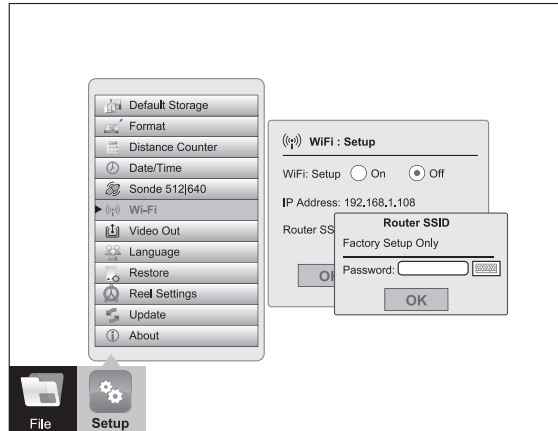 Default Storage
Format
Distance Counter
Date/Time
Sonde 512|640
Wi-Fi
Video Out
Language
Restore
Reel Settings
Update
About
WiFi : Setup
WiFi: Setup On Off
IP Address: 192.168.1.108
Router SS
OK
Router SSID
Factory Setup Only
Password:
OK
File
Setup